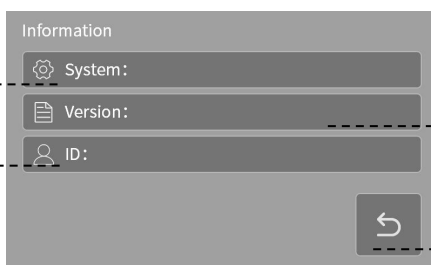 Information
System：
Version：
ID：